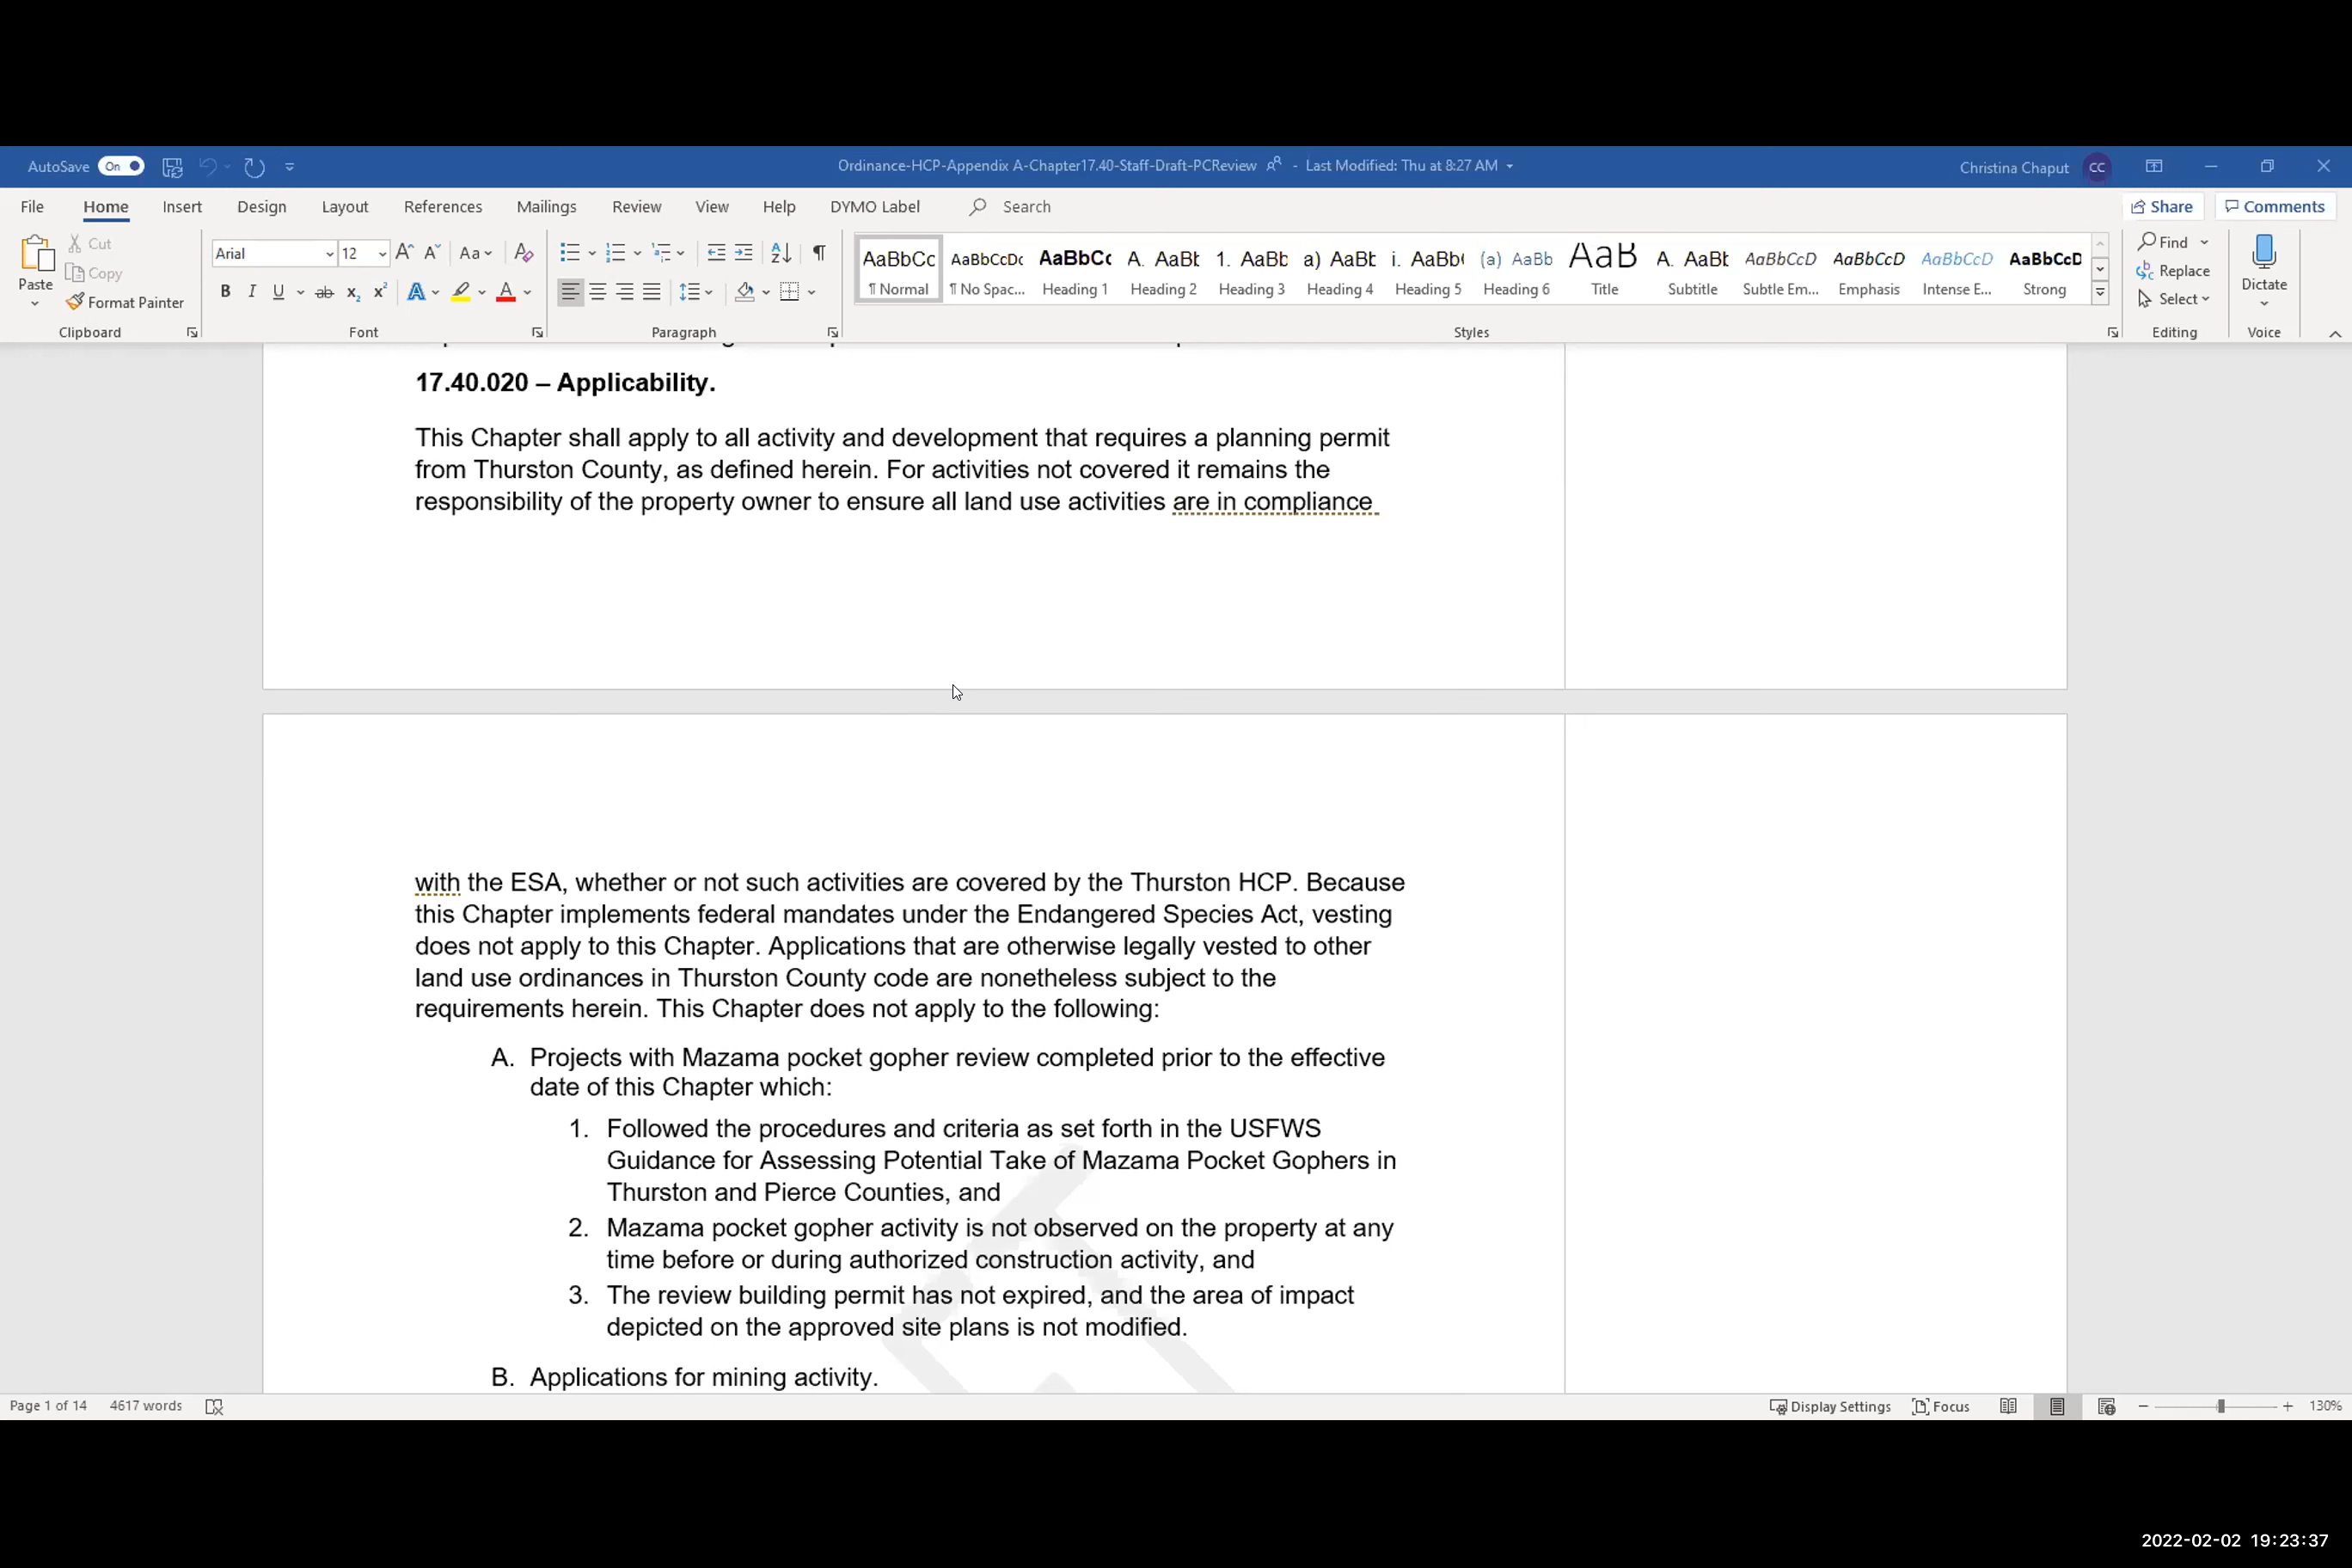 AutoSave On Ordinance-HCP-Appendix A-Chapter17.40-Staff-Draft-PCReview - Last Modified: Thu at 8:27 AM Christina Chaput CC
File Home Insert Design Layout References Mailings Review View Help DYMO Label Search Share Comments
Paste Cut Copy Format Painter
Clipboard
Arial 12
Font
Paragraph
AaBbCc AaBbCcDc AaBbCc A. AaBb 1. AaBb a) AaBb i. AaBb (a) AaBb AaB A. AaBb AaBbCcD AaBbCcD AaBbCcD AaBbCcD
¶ Normal ¶ No Spac... Heading 1 Heading 2 Heading 3 Heading 4 Heading 5 Heading 6 Title Subtitle Subtle Em... Emphasis Intense E... Strong
Styles
Find
Replace
Select
Editing
Dictate
Voice
17.40.020 – Applicability.
This Chapter shall apply to all activity and development that requires a planning permit
from Thurston County, as defined herein. For activities not covered it remains the
responsibility of the property owner to ensure all land use activities are in compliance
with the ESA, whether or not such activities are covered by the Thurston HCP. Because
this Chapter implements federal mandates under the Endangered Species Act, vesting
does not apply to this Chapter. Applications that are otherwise legally vested to other
land use ordinances in Thurston County code are nonetheless subject to the
requirements herein. This Chapter does not apply to the following:
A. Projects with Mazama pocket gopher review completed prior to the effective
date of this Chapter which:
1. Followed the procedures and criteria as set forth in the USFWS
Guidance for Assessing Potential Take of Mazama Pocket Gophers in
Thurston and Pierce Counties, and
2. Mazama pocket gopher activity is not observed on the property at any
time before or during authorized construction activity, and
3. The review building permit has not expired, and the area of impact
depicted on the approved site plans is not modified.
B. Applications for mining activity.
Page 1 of 14 4617 words Display Settings Focus 130%
2022-02-02 19:23:37